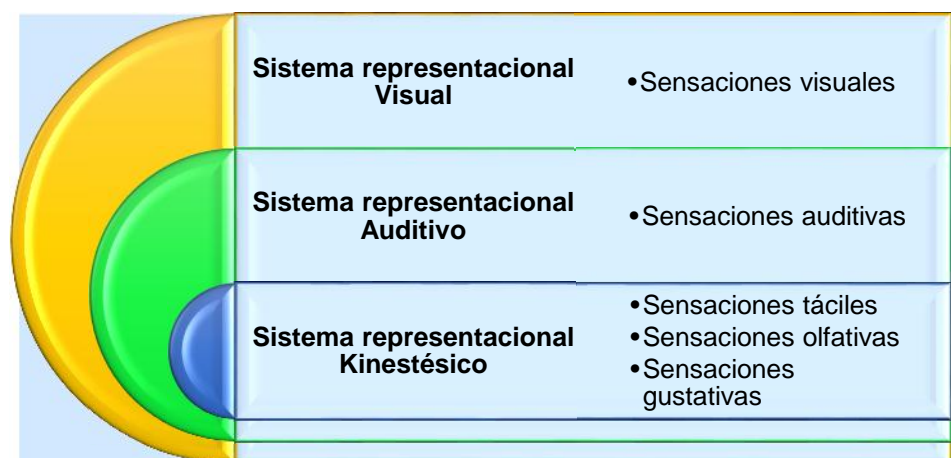 Sistema representacional
Visual
•Sensaciones visuales
Sistema representacional
Auditivo
•Sensaciones auditivas
Sistema representacional
Kinestésico
•Sensaciones táciles
•Sensaciones olfativas
•Sensaciones
gustativas